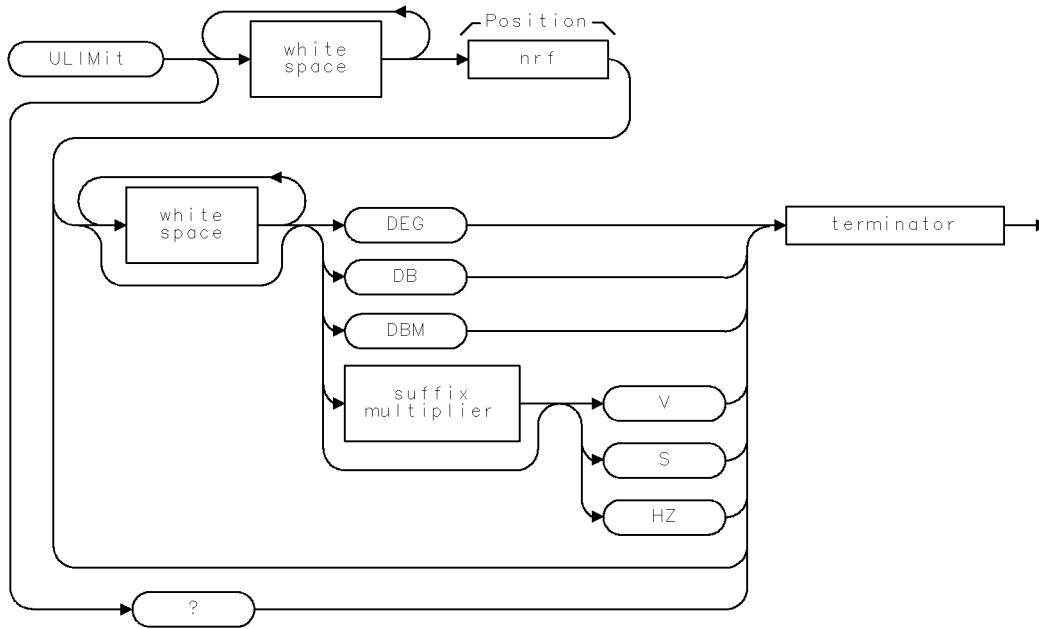 Position
ULIMit
white
space
nrf
white
space
DEG
terminator
DB
DBM
suffix
multiplier
V
S
HZ
?